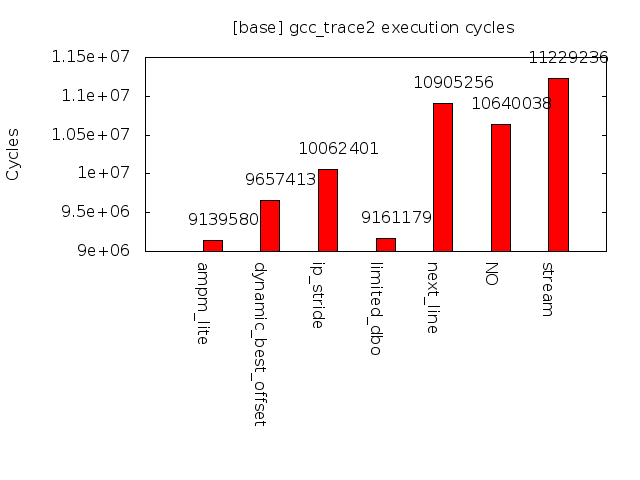 [base] gcc_trace2 execution cycles
1.15e+07
1.1e+07
1.05e+07
1e+07
9.5e+06
9e+06
Cycles
9139580
9657413
10062401
9161179
10905256
10640038
11229236
ampm_lite
dynamic_best_offset
ip_stride
limited_dbo
next_line
NO
stream